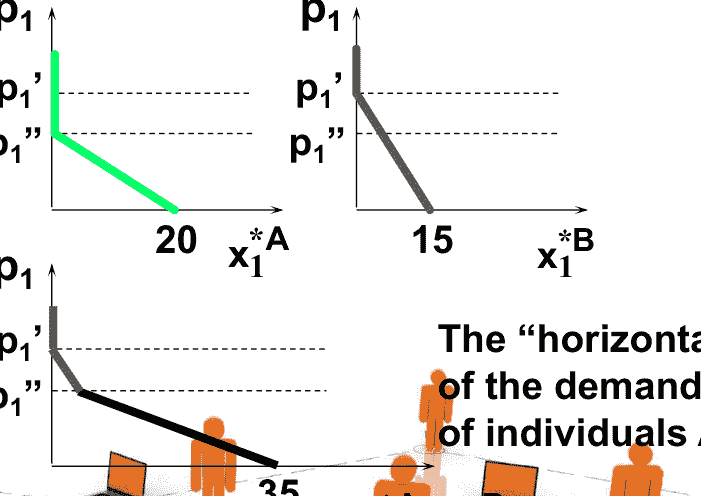 p1
p1'
p1”
20
x1*A
p1
p1'
p1”
15
x1*B
p1
p1'
p1”
35
The “horizonta
of the demand
of individuals